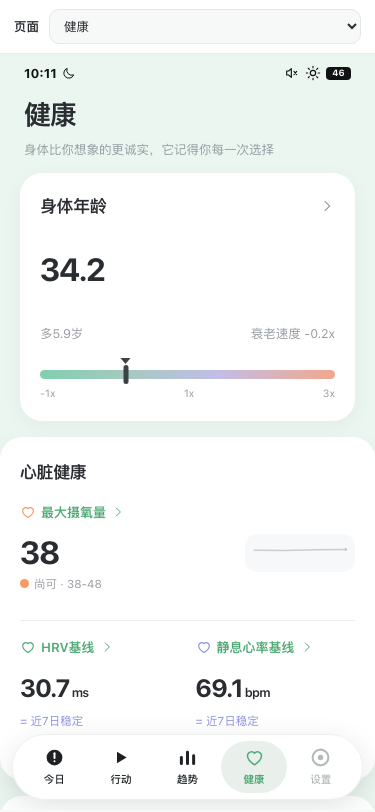 页面 健康
10:11 46
健康
身体比你想象的更诚实，它记得你每一次选择
身体年龄
34.2
多5.9岁 衰老速度 -0.2x
-1x 1x 3x
心脏健康
最大摄氧量
38
尚可 · 38-48
HRV基线 静息心率基线
30.7 ms 69.1 bpm
= 近7日稳定 = 近7日稳定
今日 行动 趋势 健康 设置